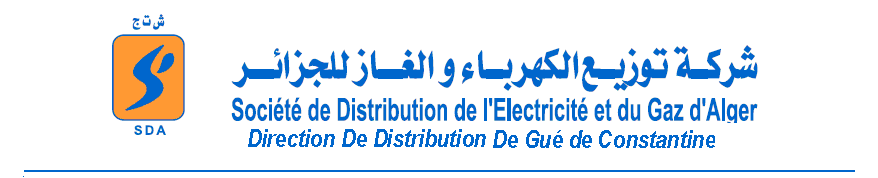 ش ت ج
SDA
شركة توزيع الكهرباء و الغاز للجزائر
Société de Distribution de l'Electricité et du Gaz d'Alger
Direction De Distribution De Gué de Constantine